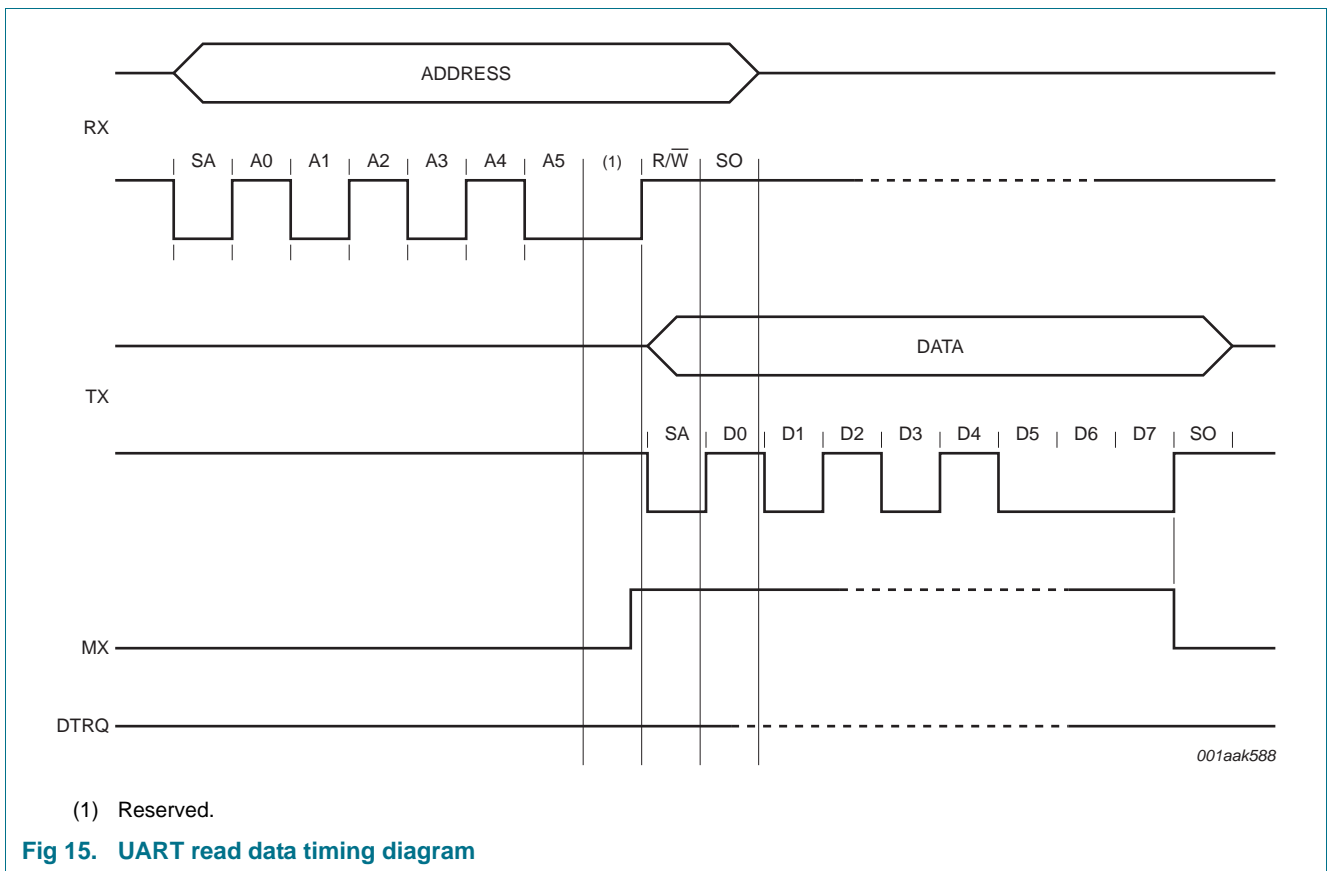 ADDRESS
RX
SA A0 A1 A2 A3 A4 A5 (1) R/W̅ SO
DATA
TX
SA D0 D1 D2 D3 D4 D5 D6 D7 SO
MX
DTRQ
001aak588
(1) Reserved.
Fig 15. UART read data timing diagram